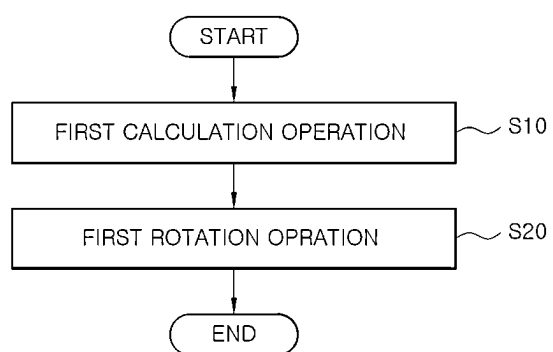 START
FIRST CALCULATION OPERATION
S10
FIRST ROTATION OPRATION
S20
END